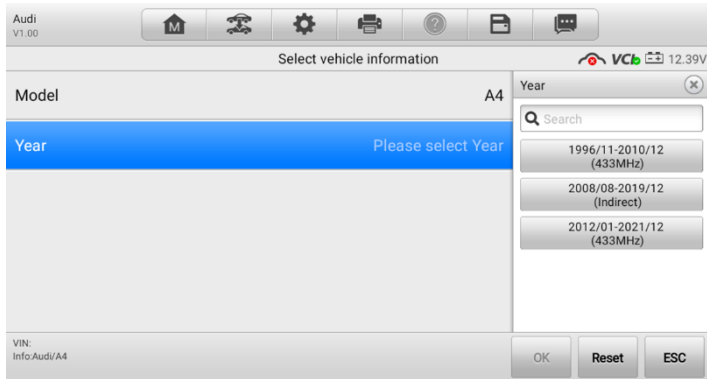 Audi
V1.00
M
?
Select vehicle information
VCI
12.39V
Model
A4
Year
Please select Year
Year
Search
1996/11-2010/12
(433MHz)
2008/08-2019/12
(Indirect)
2012/01-2021/12
(433MHz)
VIN:
Info:Audi/A4
OK
Reset
ESC